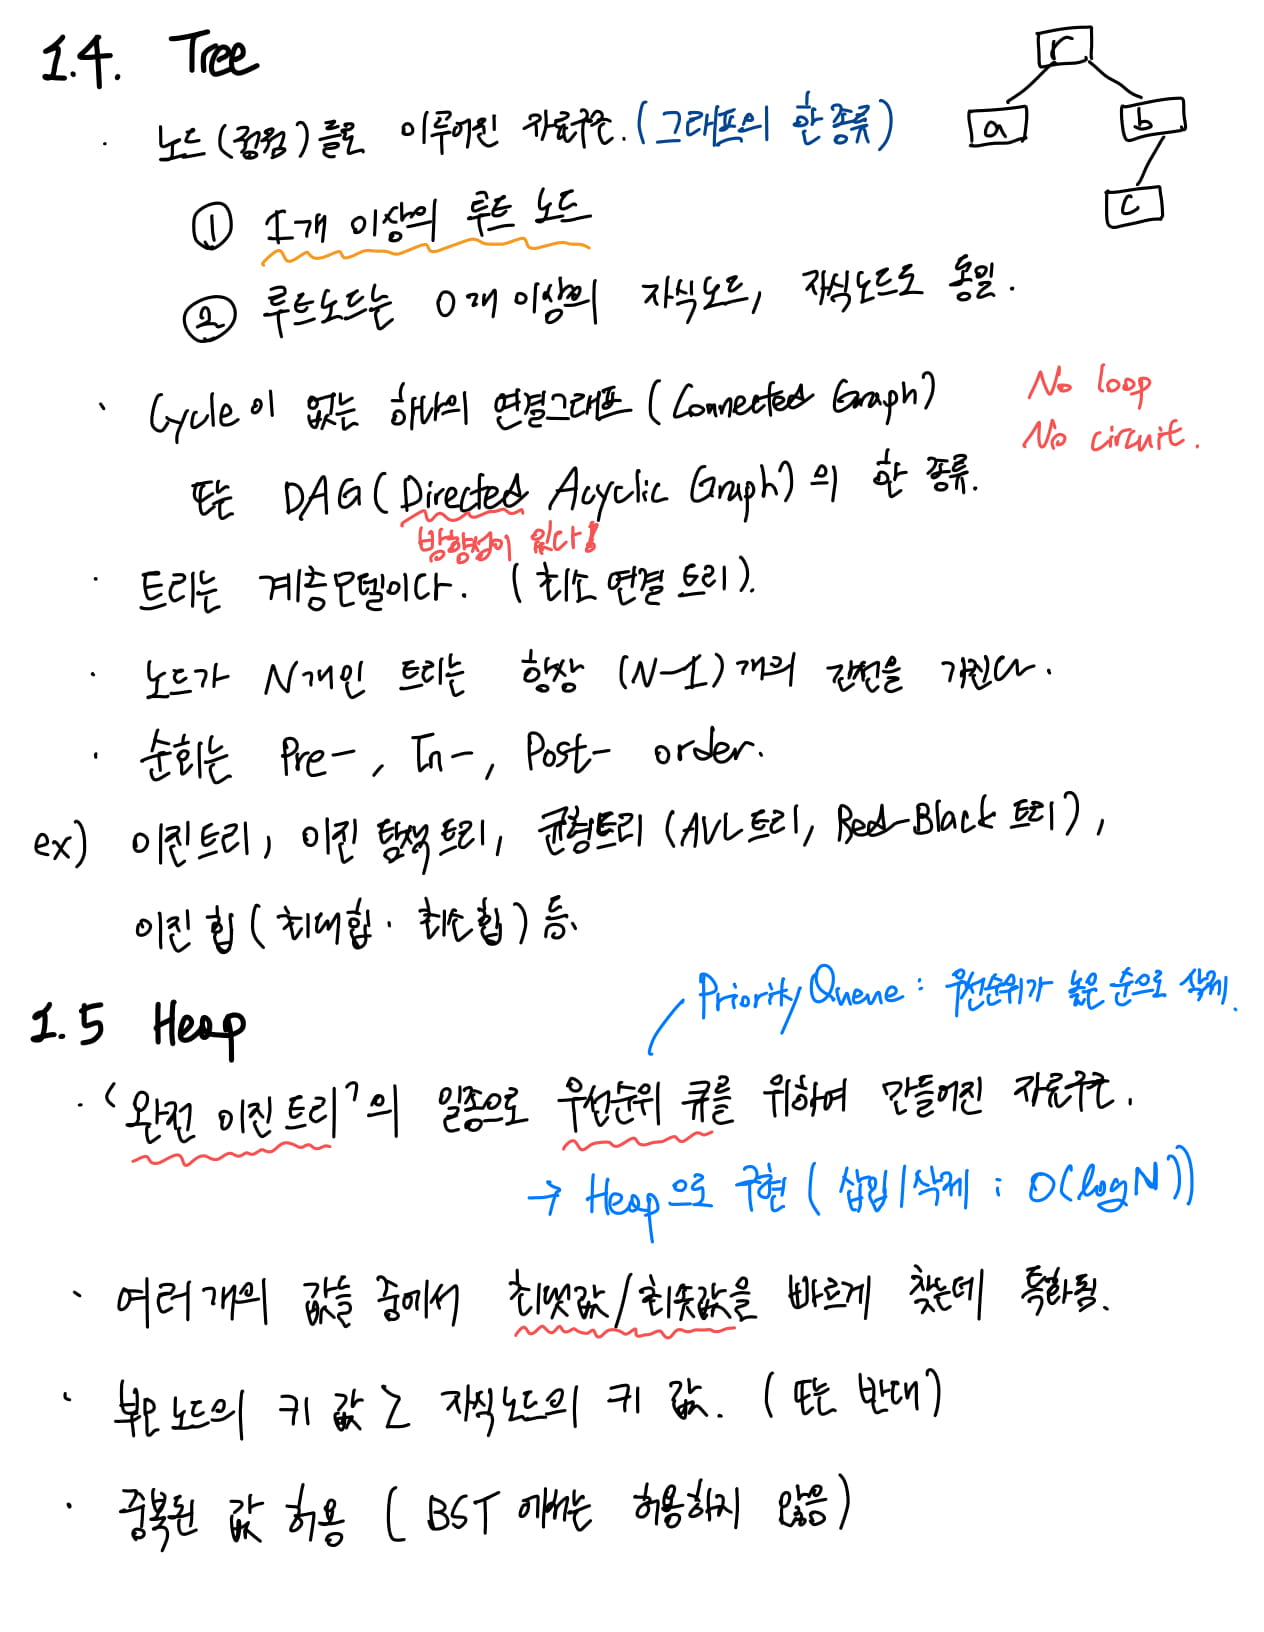 1.4. Tree
r
a b
c
· 노드(정점)들로 이루어진 자료구조. (그래프의 한 종류)
① 1개 이상의 루트 노드
② 루트노드는 0개 이상의 자식노드, 자식노드도 동일.
· Cycle이 없는 하나의 연결그래프 (Connected Graph)
No loop
No circuit.
또는 DAG(Directed Acyclic Graph)의 한 종류.
방향성이 있다!
· 트리는 계층모델이다. (최소 연결 트리).
· 노드가 N개인 트리는 항상 (N-1)개의 간선을 가진다.
· 순회는 Pre-, In-, Post- order.
ex) 이진트리, 이진 탐색 트리, 균형트리 (AVL트리, Red-Black 트리),
이진 힙 (최대힙 · 최소힙) 등.
Priority Queue : 우선순위가 높은 순으로 삭제.
1.5 Heap
· '완전 이진 트리'의 일종으로 우선순위 큐를 위하여 만들어진 자료구조.
→ Heap으로 구현 (삽입/삭제 : O(logN))
· 여러 개의 값들 중에서 최댓값/최솟값을 빠르게 찾는데 특화됨.
· 부모노드의 키 값 ≥ 자식노드의 키 값. (또는 반대)
· 중복된 값 허용 (BST 에서는 허용하지 않음)